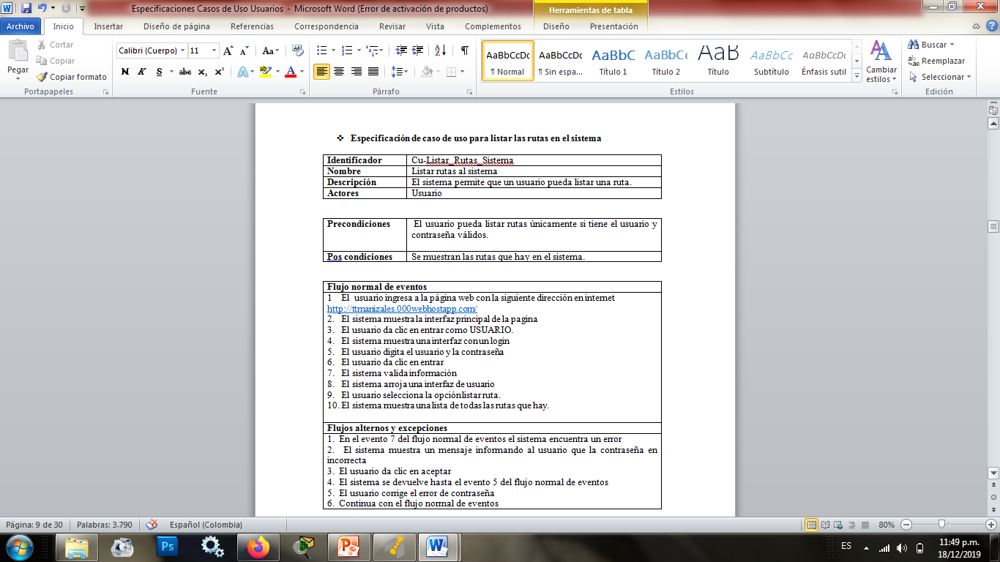 Especificaciones Casos de Uso Usuarios - Microsoft Word (Error de activación de productos)
Herramientas de tabla
Archivo Inicio Insertar Diseño de página Referencias Correspondencia Revisar Vista Complementos Diseño Presentación
Pegar
Cortar
Copiar
Copiar formato
Portapapeles
Calibri (Cuerpo) 11
N K S abc x₂ x²
Fuente
Párrafo
AaBbCcDc AaBbCcDc AaBbC AaBbCc AaB AaBbCc AaBbCcDc
¶ Normal ¶ Sin espa... Título 1 Título 2 Título Subtítulo Énfasis sutil
Cambiar estilos
Estilos
Buscar
Reemplazar
Seleccionar
Edición
❖ Especificación de caso de uso para listar las rutas en el sistema
Identificador Cu-Listar_Rutas_Sistema
Nombre Listar rutas al sistema
Descripción El sistema permite que un usuario pueda listar una ruta.
Actores Usuario
Precondiciones El usuario pueda listar rutas únicamente si tiene el usuario y
contraseña válidos.
Pos condiciones Se muestran las rutas que hay en el sistema.
Flujo normal de eventos
1 El usuario ingresa a la página web con la siguiente dirección en internet
http://ttmanizales.000webhostapp.com/
2. El sistema muestra la interfaz principal de la pagina
3. El usuario da clic en entrar como USUARIO.
4. El sistema muestra una interfaz con un login
5. El usuario digita el usuario y la contraseña
6. El usuario da clic en entrar
7. El sistema valida información
8. El sistema arroja una interfaz de usuario
9. El usuario selecciona la opción listar ruta.
10. El sistema muestra una lista de todas las rutas que hay.
Flujos alternos y excepciones
1. En el evento 7 del flujo normal de eventos el sistema encuentra un error
2. El sistema muestra un mensaje informando al usuario que la contraseña en
incorrecta
3. El usuario da clic en aceptar
4. El sistema se devuelve hasta el evento 5 del flujo normal de eventos
5. El usuario corrige el error de contraseña
6. Continua con el flujo normal de eventos
Página: 9 de 30 Palabras: 3.790 Español (Colombia) 80%
ES 11:49 p.m.
18/12/2019